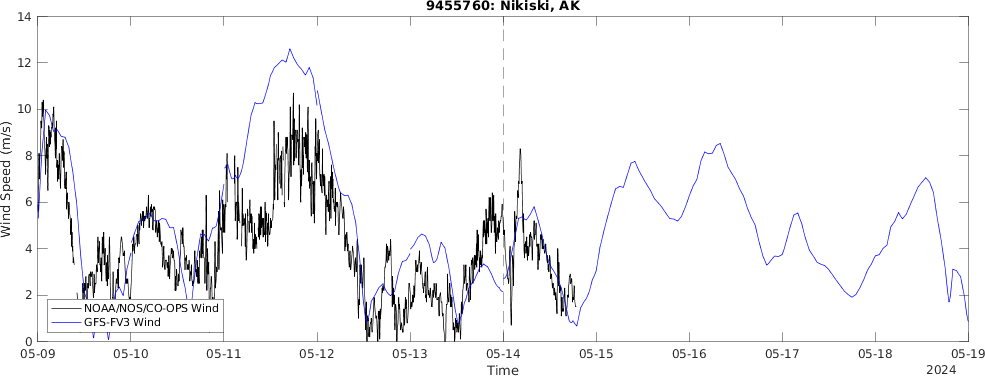 9455760: Nikiski, AK
Wind Speed (m/s)
14
12
10
8
6
4
2
0
NOAA/NOS/CO-OPS Wind
GFS-FV3 Wind
05-09 05-10 05-11 05-12 05-13 05-14 05-15 05-16 05-17 05-18 05-19
Time
2024